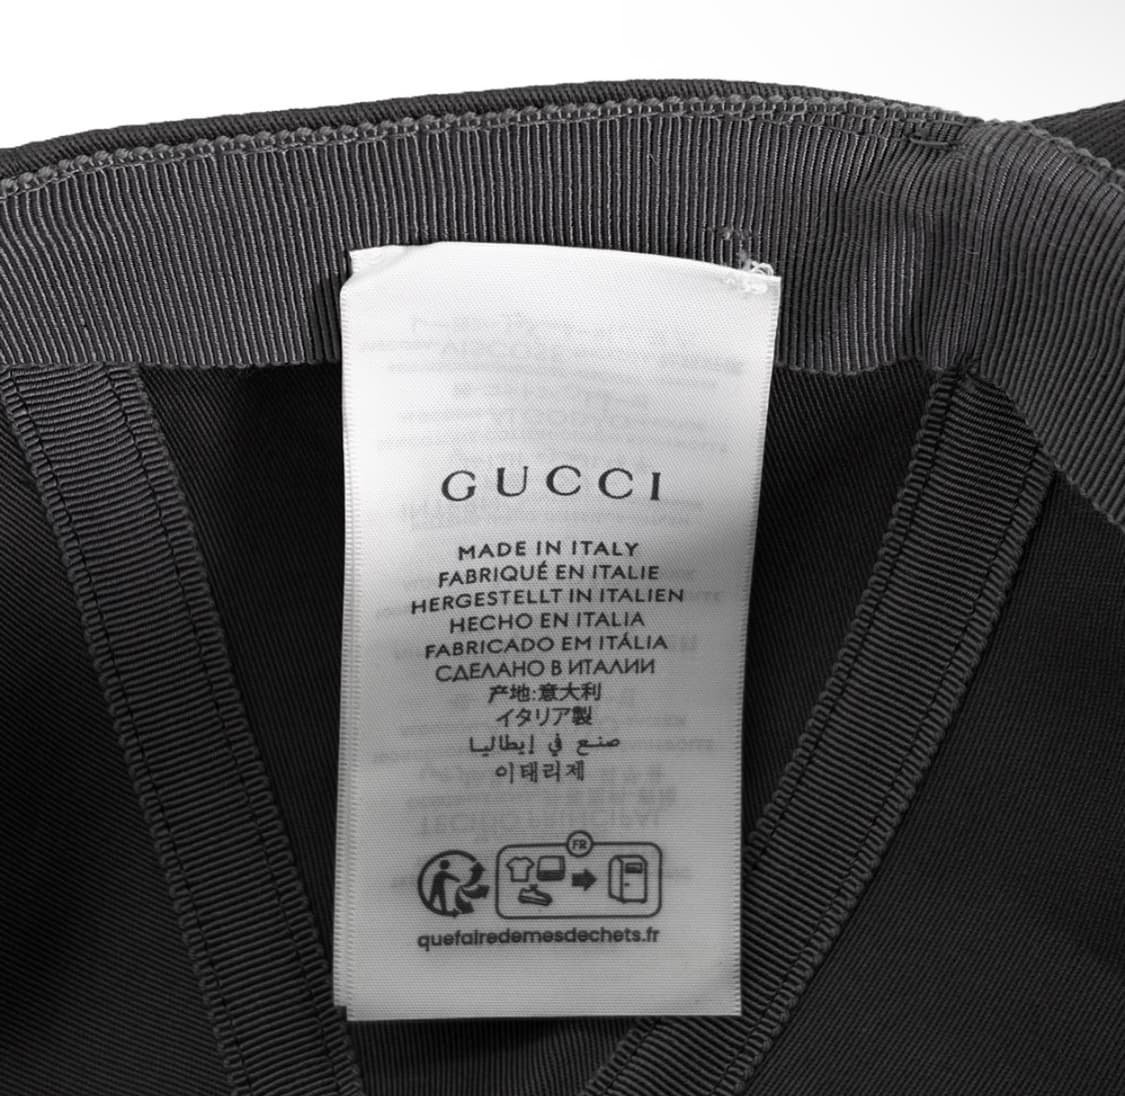 GUCCI
MADE IN ITALY
FABRIQUÉ EN ITALIE
HERGESTELLT IN ITALIEN
HECHO EN ITALIA
FABRICADO EM ITÁLIA
СДЕЛАНО В ИТАЛИИ
产地:意大利
イタリア製
صنع في إيطاليا
이태리제
FR
quefairedemesdechets.fr